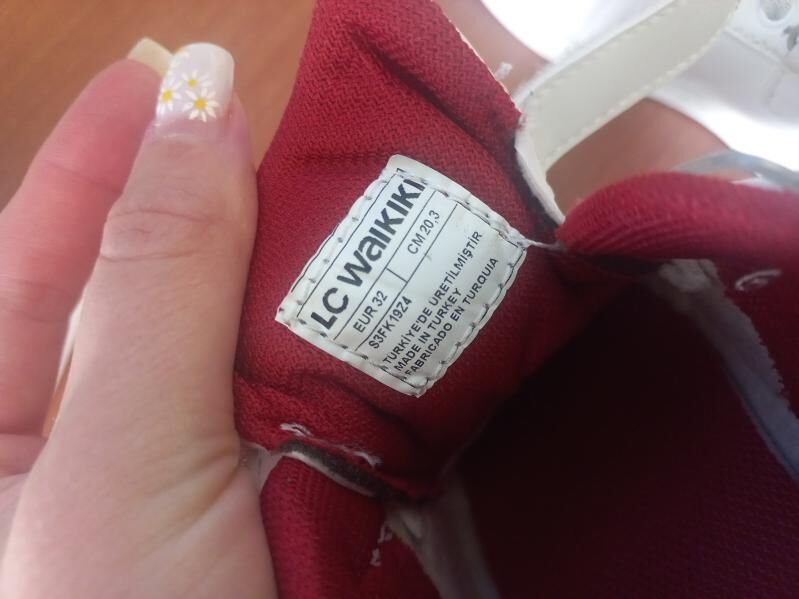 LC WAIKIKI
EUR 32 CM 20,3
S3FK19Z4
TÜRKİYE'DE ÜRETİLMİŞTİR
MADE IN TURKEY
FABRICADO EN TURQUIA